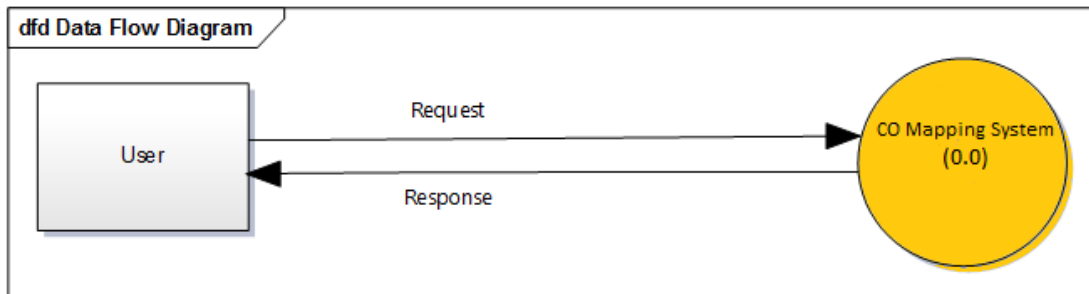 dfd Data Flow Diagram
Request
User
CO Mapping System
(0.0)
Response